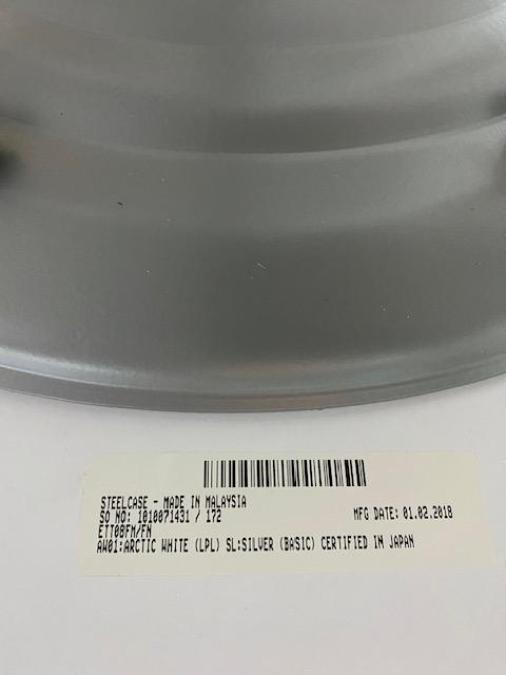 STEELCASE - MADE IN MALAYSIA
SO NO: 1010071431 / 172 MFG DATE: 01.02.2018
ETT08FM/FN
AW01:ARCTIC WHITE (LPL) SL:SILVER (BASIC) CERTIFIED IN JAPAN